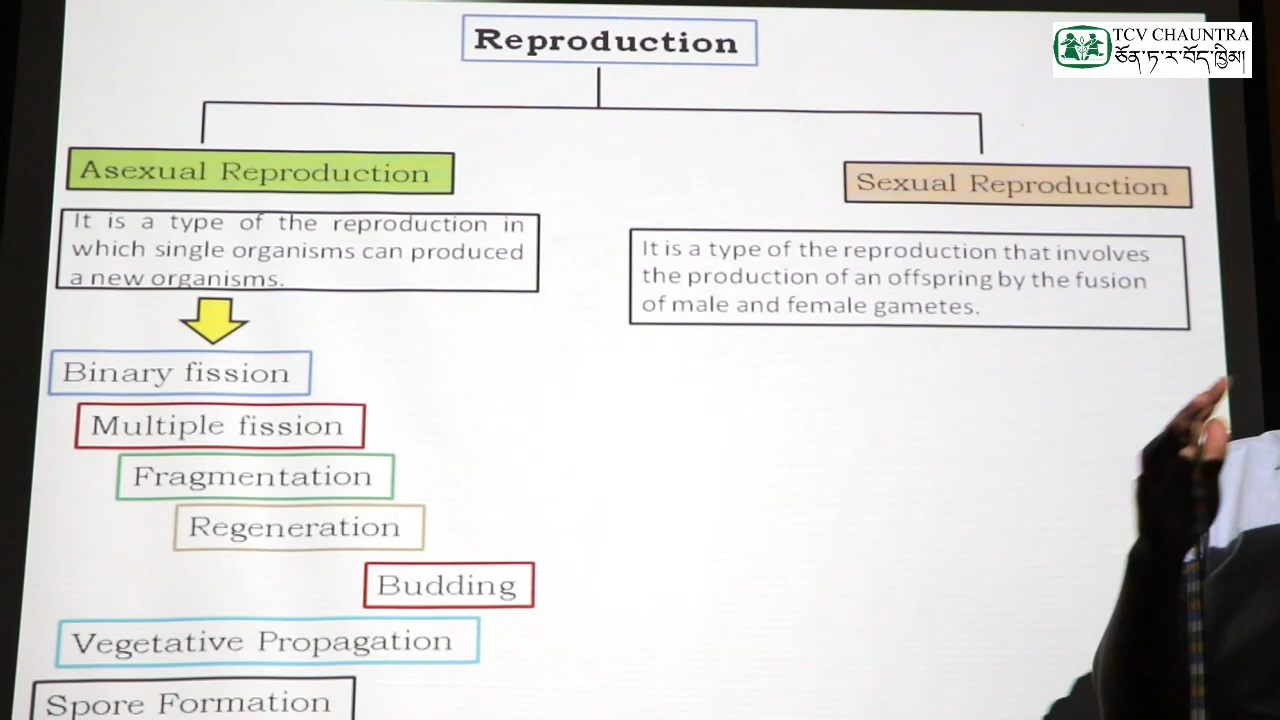 Reproduction
TCV CHAUNTRA
ཅོན་ཏ་ར་བོད་ཁྱིམ།
Asexual Reproduction
It is a type of the reproduction in
which single organisms can produced
a new organisms.
Sexual Reproduction
It is a type of the reproduction that involves
the production of an offspring by the fusion
of male and female gametes.
Binary fission
Multiple fission
Fragmentation
Regeneration
Budding
Vegetative Propagation
Spore Formation